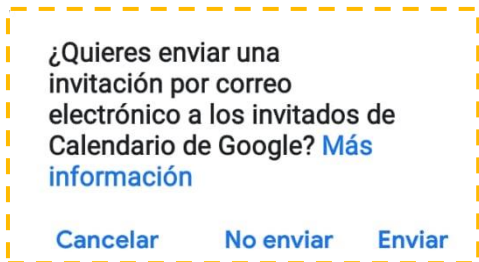 ¿Quieres enviar una
invitación por correo
electrónico a los invitados de
Calendario de Google? Más
información
Cancelar No enviar Enviar